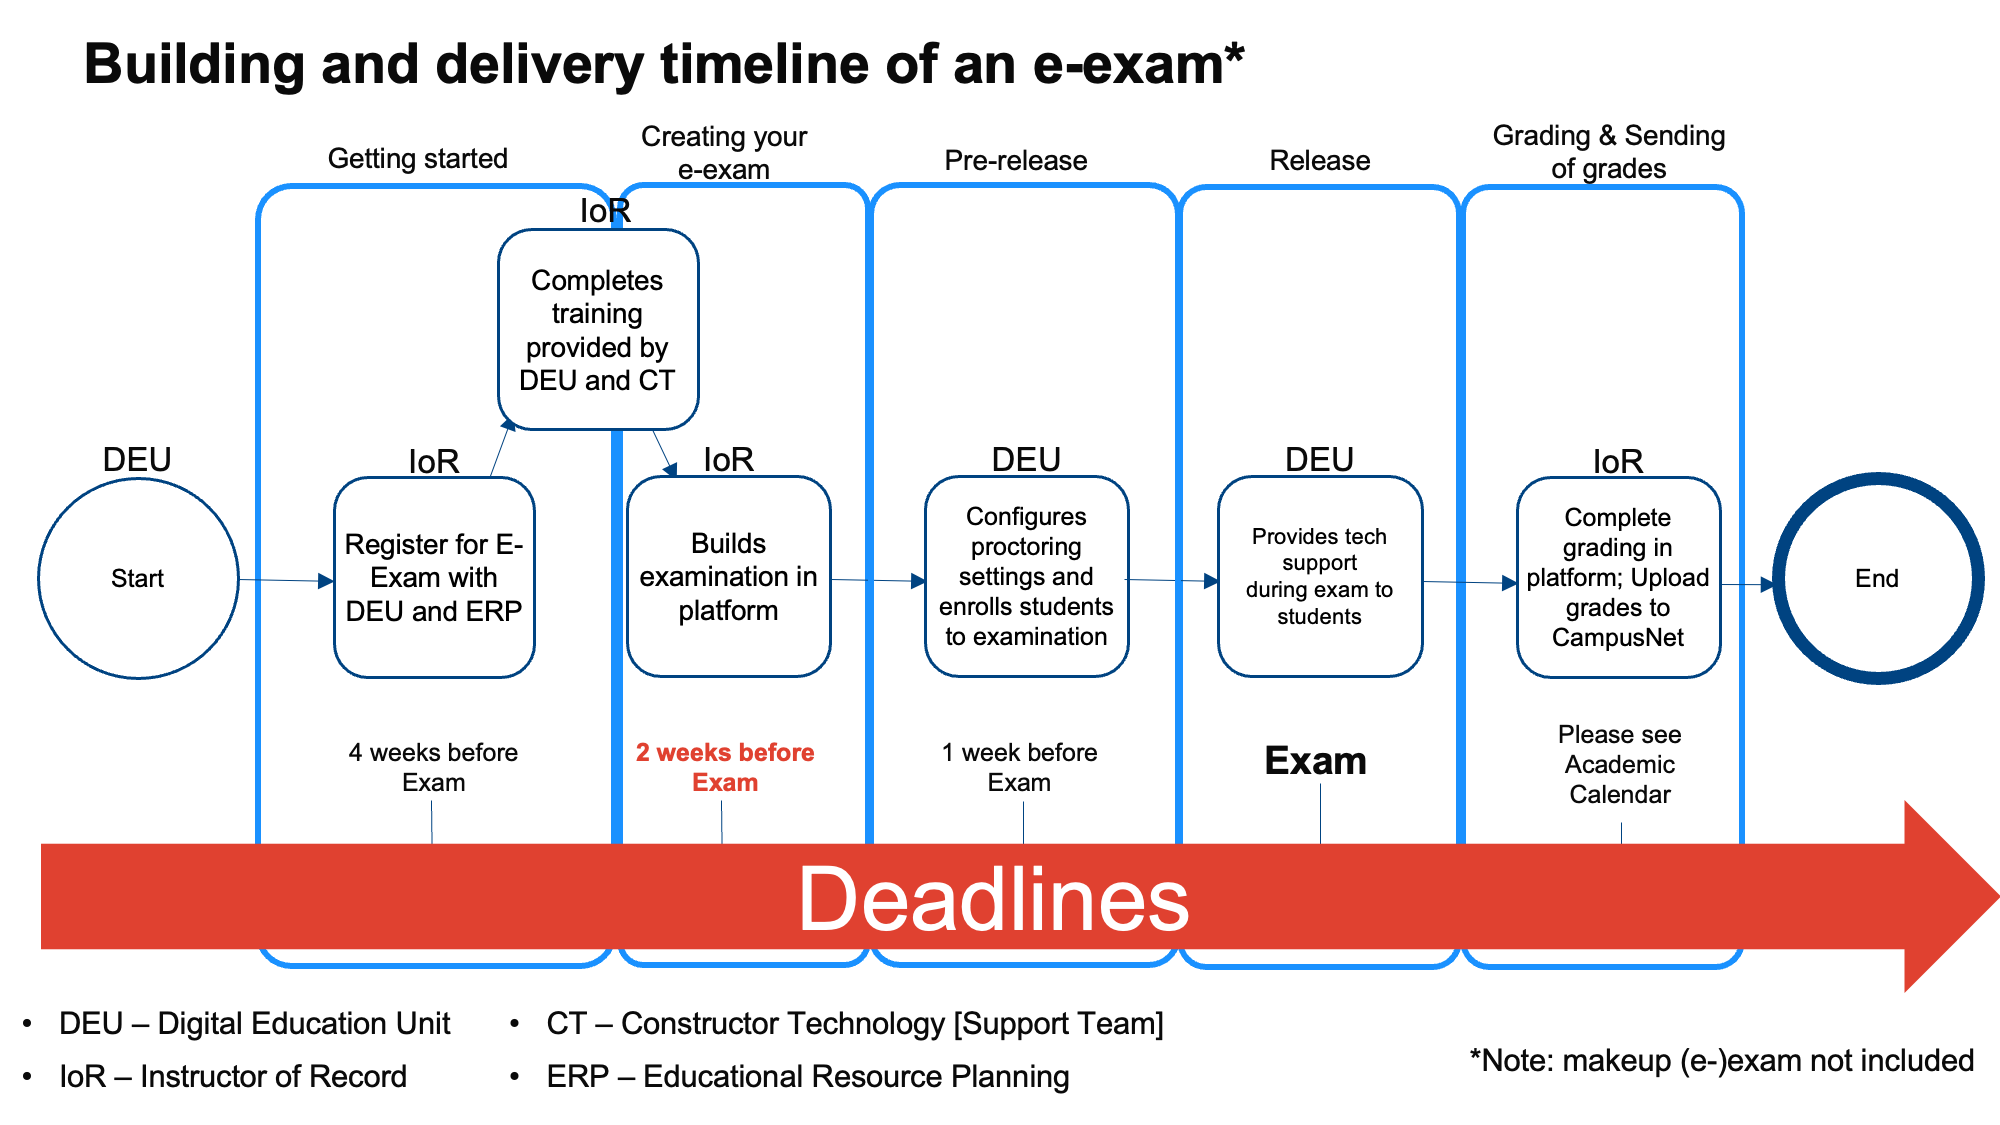 Building and delivery timeline of an e-exam*
Getting started
Creating your
e-exam
Pre-release
Release
Grading & Sending
of grades
IoR
Completes
training
provided by
DEU and CT
DEU
Start
IoR
Register for E-
Exam with
DEU and ERP
IoR
Builds
examination in
platform
DEU
Configures
proctoring
settings and
enrolls students
to examination
DEU
Provides tech
support
during exam to
students
IoR
Complete
grading in
platform; Upload
grades to
CampusNet
End
4 weeks before
Exam
2 weeks before
Exam
1 week before
Exam
Exam
Please see
Academic
Calendar
Deadlines
• DEU – Digital Education Unit
• IoR – Instructor of Record
• CT – Constructor Technology [Support Team]
• ERP – Educational Resource Planning
*Note: makeup (e-)exam not included